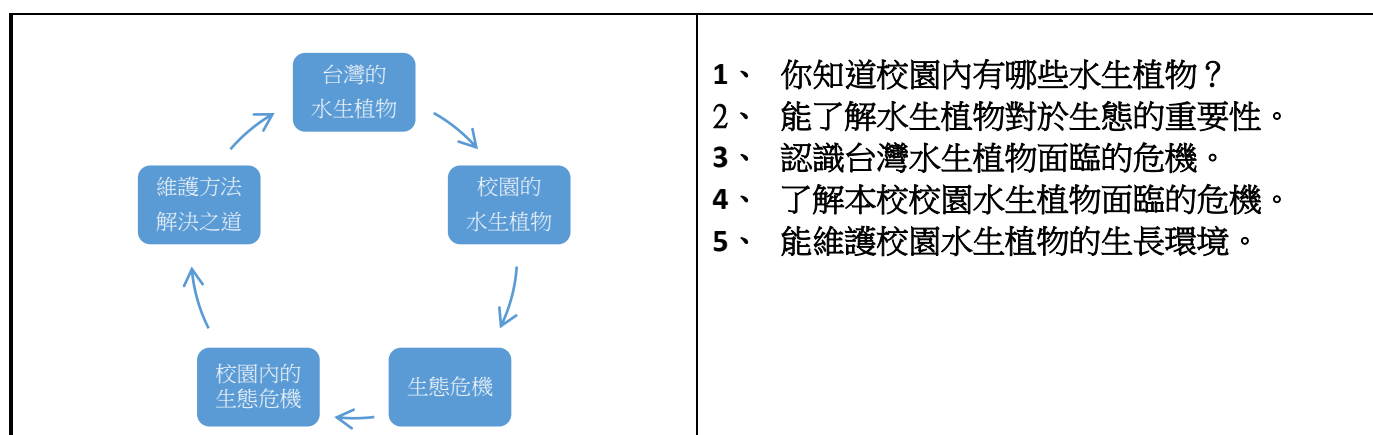 台灣的
水生植物
校園的
水生植物
生態危機
校園內的
生態危機
維護方法
解決之道
1、 你知道校園內有哪些水生植物？
2、 能了解水生植物對於生態的重要性。
3、 認識台灣水生植物面臨的危機。
4、 了解本校校園水生植物面臨的危機。
5、 能維護校園水生植物的生長環境。